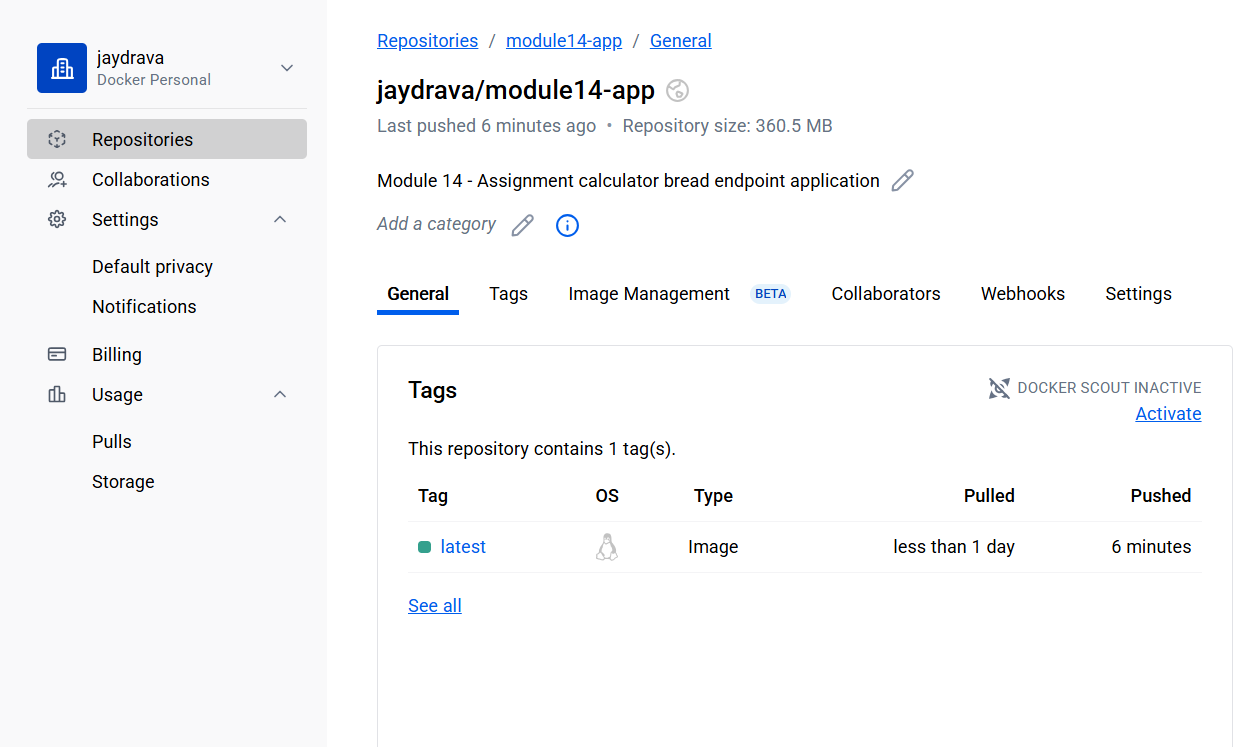 jaydrava
Docker Personal
Repositories
Collaborations
Settings
Default privacy
Notifications
Billing
Usage
Pulls
Storage
Repositories / module14-app / General
jaydrava/module14-app
Last pushed 6 minutes ago • Repository size: 360.5 MB
Module 14 - Assignment calculator bread endpoint application
Add a category
General Tags Image Management BETA Collaborators Webhooks Settings
Tags
DOCKER SCOUT INACTIVE
Activate
This repository contains 1 tag(s).
Tag OS Type Pulled Pushed
latest Image less than 1 day 6 minutes
See all